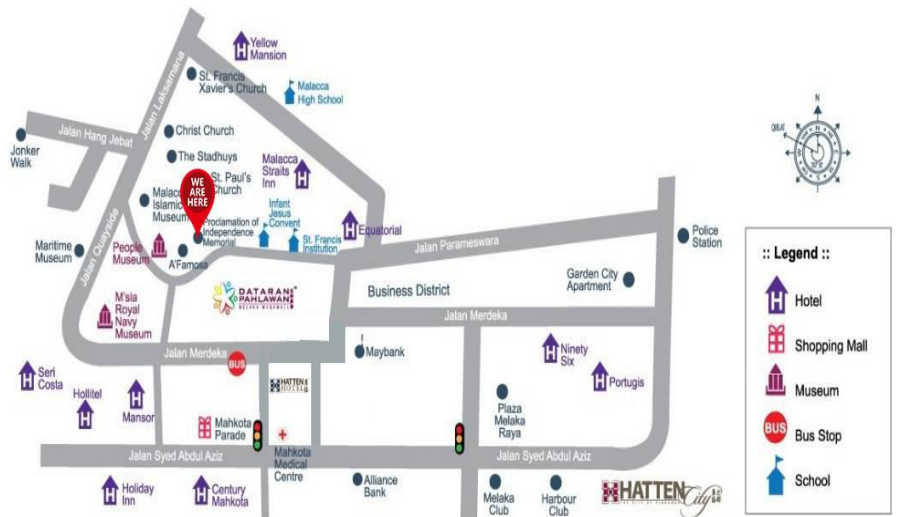 Yellow
Mansion
St. Francis
Xavier's Church
Malacca
High School
Jalan Laksamana
Jalan Hang Jebat
Christ Church
Jonker
Walk
The Stadhuys
Malacca
Straits
Inn
St. Paul's
Church
WE
ARE
HERE
Malac
Islamic
Museum
Infant
Jesus
Convent
Proclamation of
Independence
Memorial
St. Francis
Institution
Equatorial
Police
Station
Maritime
Museum
Jalan Quayside
People
Museum
A'Famosa
Jalan Parameswara
Garden City
Apartment
DATARAN
PAHLAWAN
MELAKA MEGAMALL
Business District
M'sia
Royal
Navy
Museum
Jalan Merdeka
Jalan Merdeka
BUS
Maybank
Ninety
Six
Portugis
Seri
Costa
Hollitel
Mansor
HATTEN
HOTEL
Plaza
Melaka
Raya
Mahkota
Parade
Mahkota
Medical
Centre
Jalan Syed Abdul Aziz
Jalan Syed Abdul Aziz
Holiday
Inn
Century
Mahkota
Alliance
Bank
Melaka
Club
Harbour
Club
HATTEN City
N
QIBLAT
:: Legend ::
H Hotel
Shopping Mall
Museum
BUS Bus Stop
School